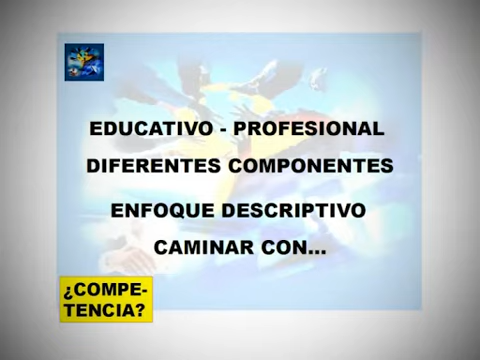 EDUCATIVO - PROFESIONAL
DIFERENTES COMPONENTES
ENFOQUE DESCRIPTIVO
CAMINAR CON...
¿COMPE-
TENCIA?